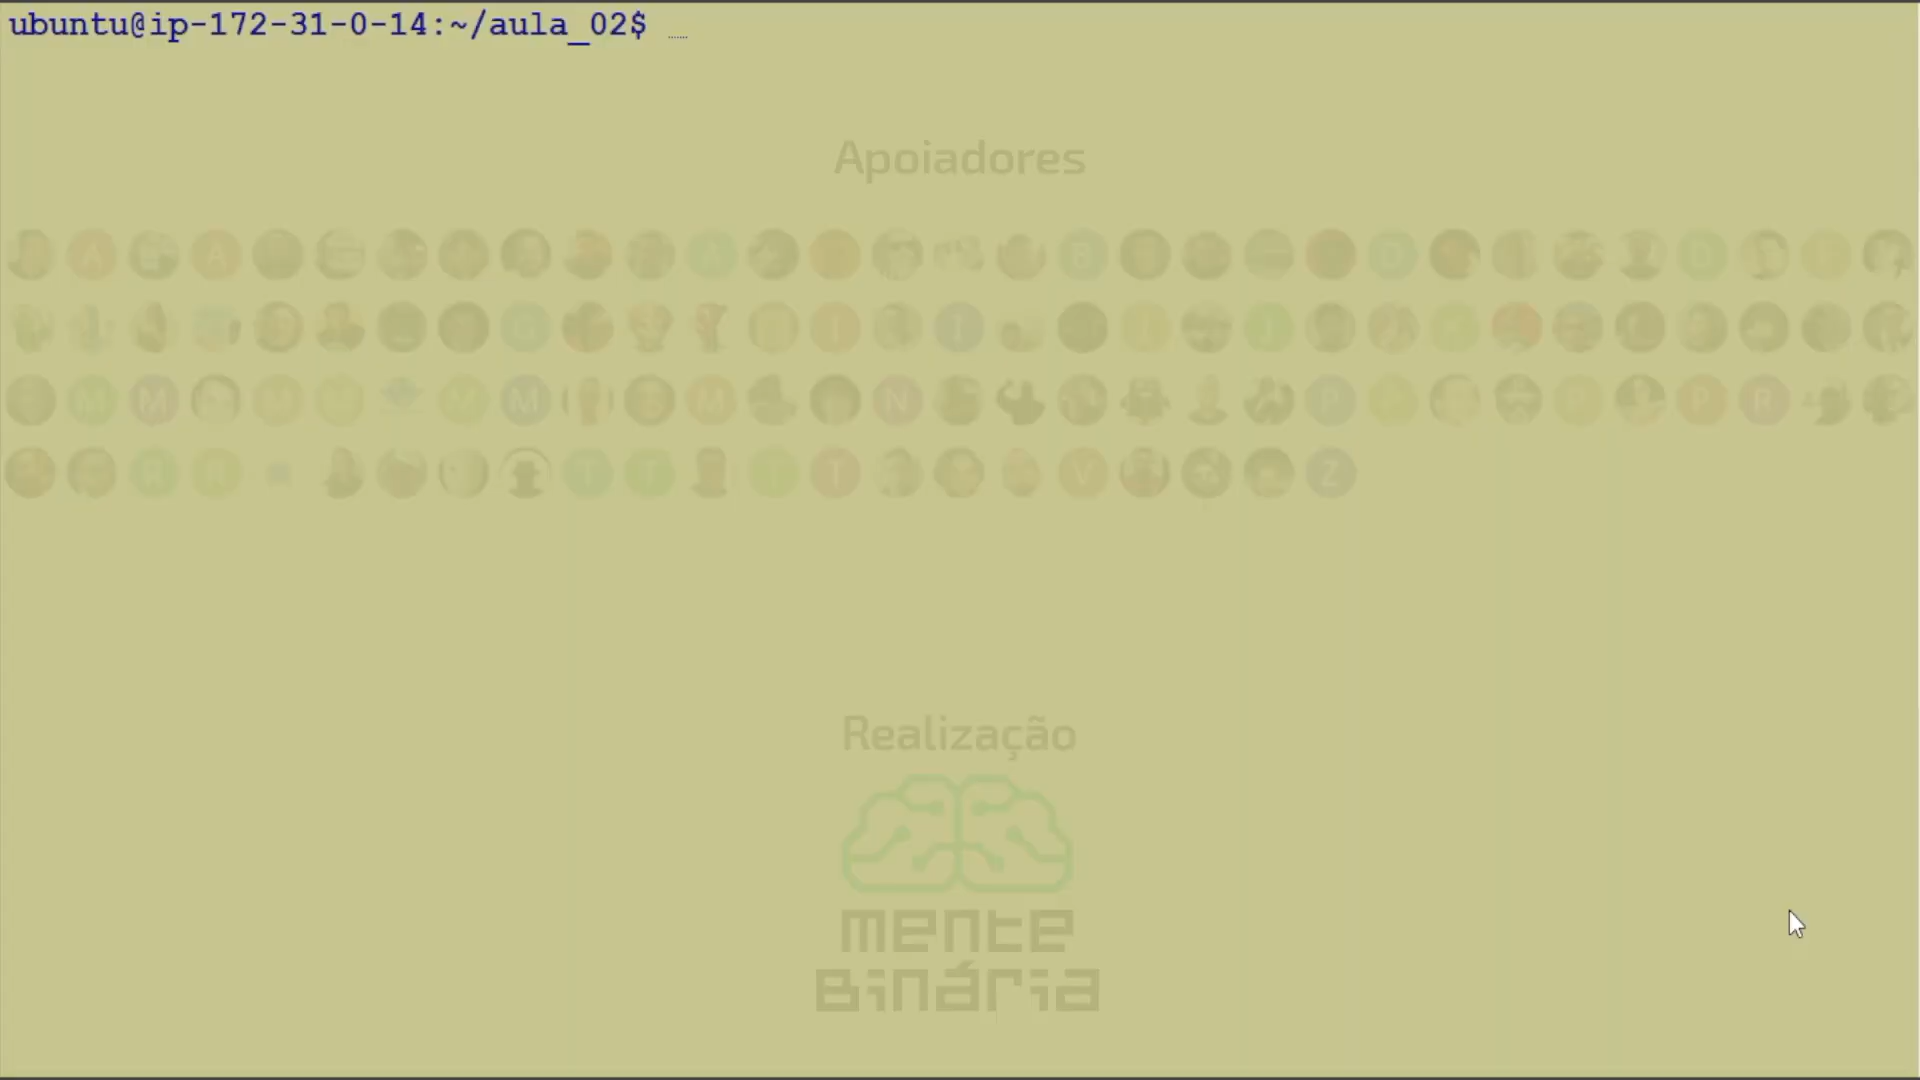 ubuntu@ip-172-31-0-14:~/aula_02$
Apoiadores
A A A B D D
I I I
M M M M M M N P P R
R R T T T T V Z
Realização
mente
Binária